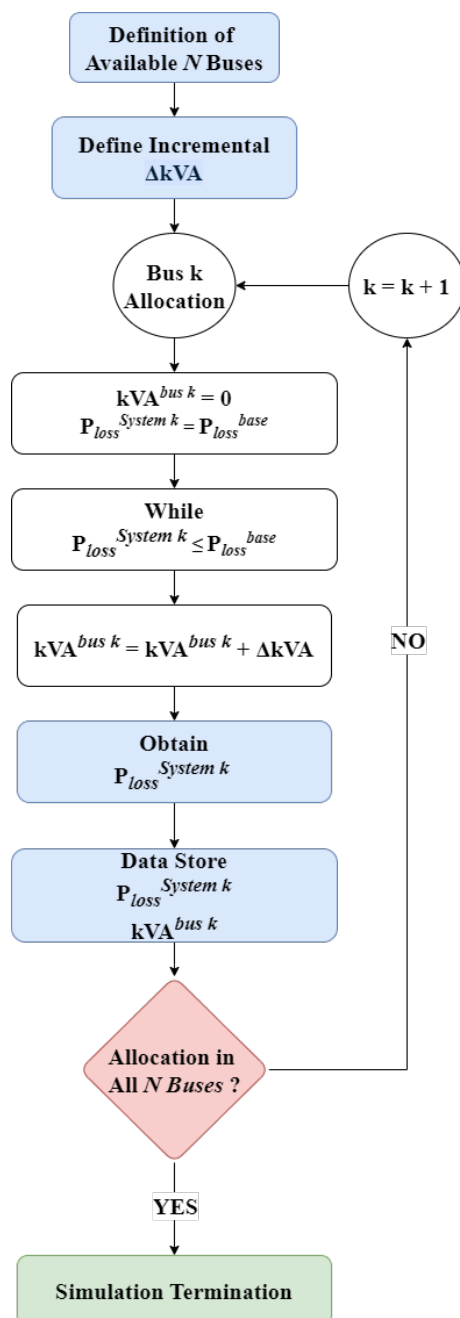 Definition of
Available N Buses
Define Incremental
ΔkVA
Bus k
Allocation
k = k + 1
kVA^bus k = 0
P_loss^System k = P_loss^base
While
P_loss^System k ≤ P_loss^base
kVA^bus k = kVA^bus k + ΔkVA
NO
Obtain
P_loss^System k
Data Store
P_loss^System k
kVA^bus k
Allocation in
All N Buses ?
YES
Simulation Termination